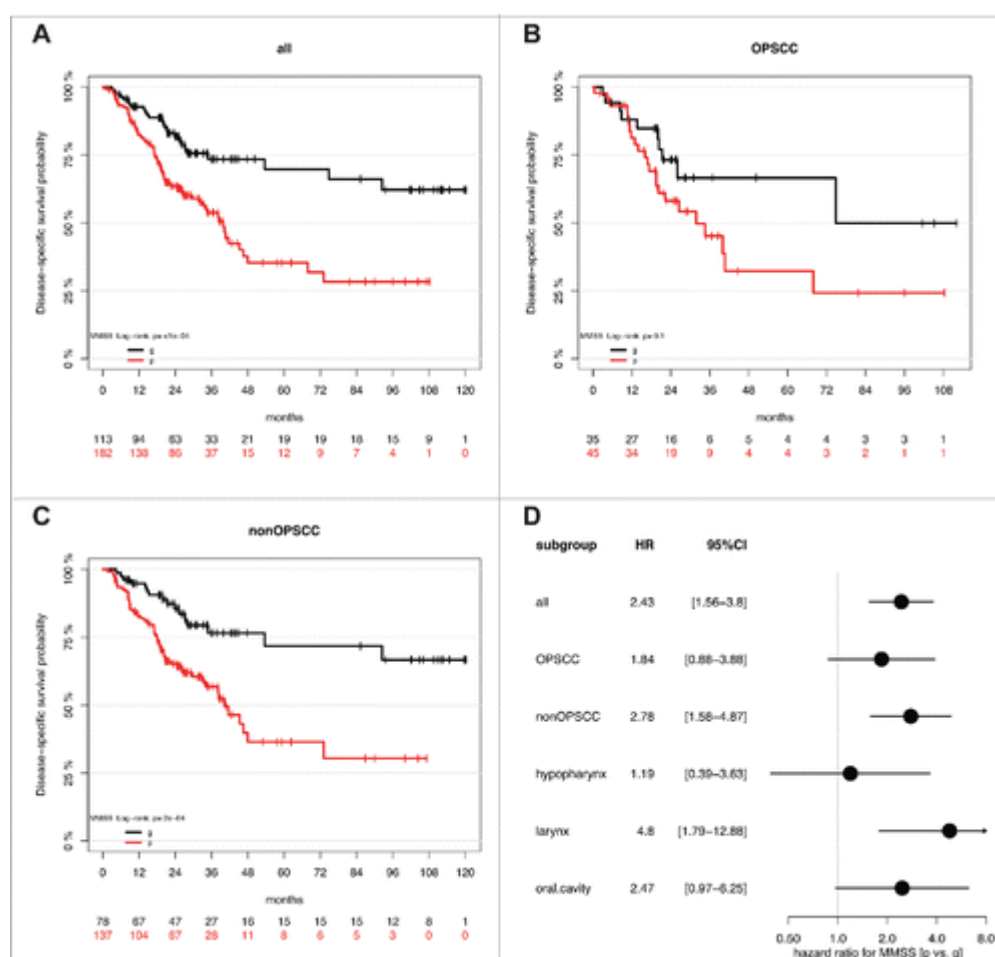 A
all
Disease-specific survival probability
100 %
75 %
50 %
25 %
0 %
0 12 24 36 48 60 72 84 96 108 120
months
113 94 63 33 21 19 19 18 15 9 1
182 138 86 37 15 12 9 7 4 1 0
B
OPSCC
Disease-specific survival probability
100 %
75 %
50 %
25 %
0 %
0 12 24 36 48 60 72 84 96 108
months
35 27 16 6 5 4 4 3 3 1
45 34 19 9 4 4 3 2 1 1
C
nonOPSCC
Disease-specific survival probability
100 %
75 %
50 %
25 %
0 %
0 12 24 36 48 60 72 84 96 108 120
months
78 67 47 27 16 15 15 15 12 8 1
137 104 67 28 11 8 6 5 3 0 0
D
subgroup HR 95%CI
all 2.43 [1.56–3.8]
OPSCC 1.84 [0.88–3.88]
nonOPSCC 2.78 [1.58–4.87]
hypopharynx 1.19 [0.39–3.63]
larynx 4.8 [1.79–12.88]
oral.cavity 2.47 [0.97–6.25]
0.50 1.0 2.0 4.0 8.0
hazard ratio for MMSS [p vs. g]